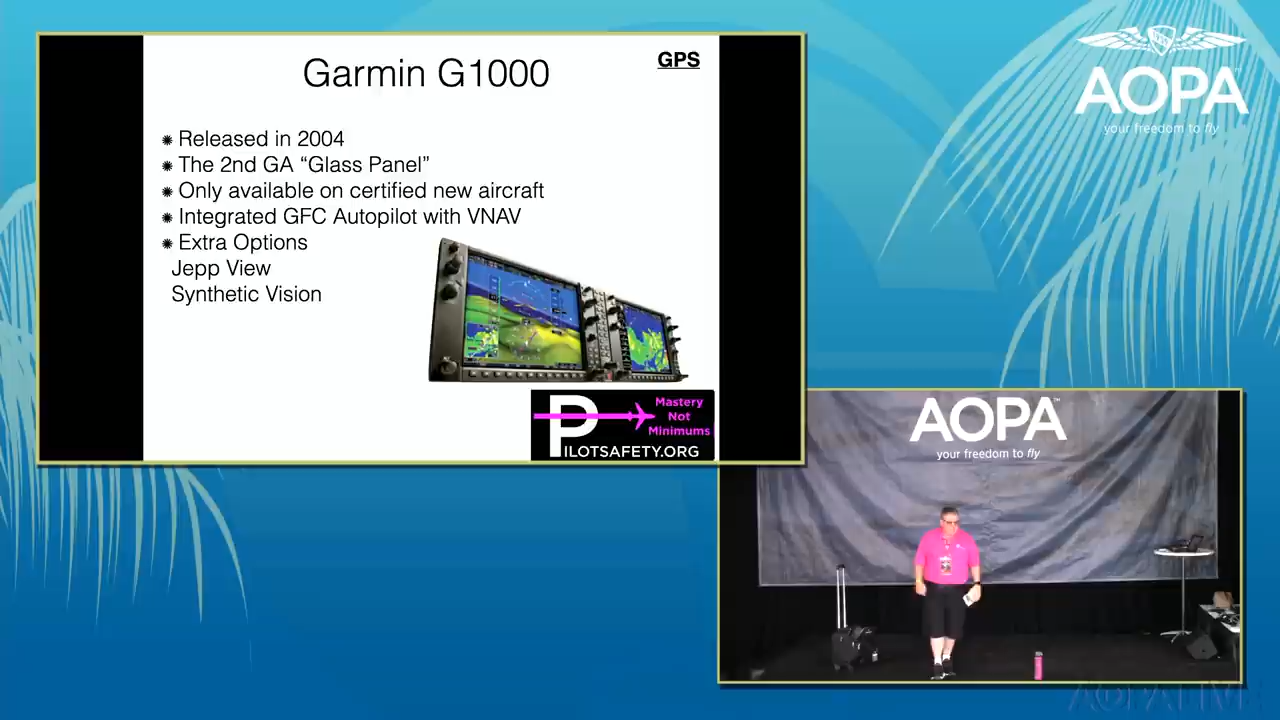 Garmin G1000
GPS
✹ Released in 2004
✹ The 2nd GA “Glass Panel”
✹ Only available on certified new aircraft
✹ Integrated GFC Autopilot with VNAV
✹ Extra Options
Jepp View
Synthetic Vision
Mastery
Not
Minimums
PILOTSAFETY.ORG
AOPA
your freedom to fly
AOPA™
your freedom to fly
AOPA LIVE